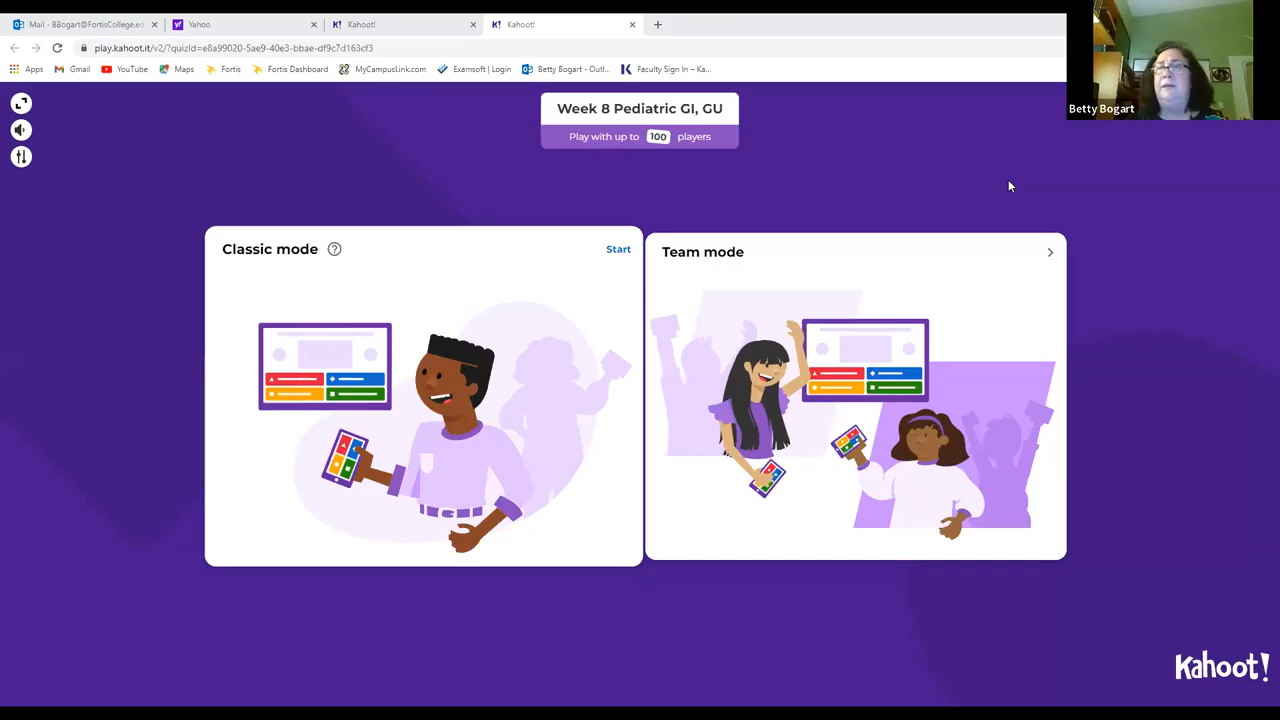 Mail - BBogart@FortisCollege.ed
Yahoo
Kahoot!
Kahoot!
play.kahoot.it/v2/?quizId=e8a99020-5ae9-40e3-bbae-df9c7d163cf3
Apps
Gmail
YouTube
Maps
Fortis
Fortis Dashboard
MyCampusLink.com
Examsoft | Login
Betty Bogart - Outl...
Faculty Sign In – Ka...
Betty Bogart
Week 8 Pediatric GI, GU
Play with up to 100 players
Classic mode
Start
Team mode
Kahoot!